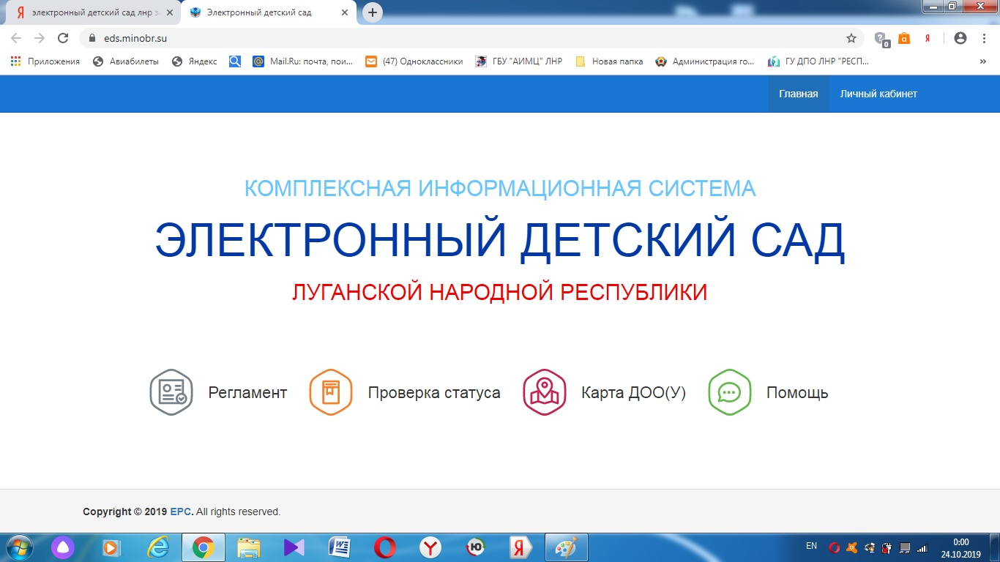 электронный детский сад лнр з
Электронный детский сад
eds.minobr.su
0
Приложения
Авиабилеты
Яндекс
Mail.Ru: почта, пои...
(47) Одноклассники
ГБУ "АИМЦ" ЛНР
Новая папка
Администрация го...
ГУ ДПО ЛНР "РЕСП...
Главная
Личный кабинет
КОМПЛЕКСНАЯ ИНФОРМАЦИОННАЯ СИСТЕМА
ЭЛЕКТРОННЫЙ ДЕТСКИЙ САД
ЛУГАНСКОЙ НАРОДНОЙ РЕСПУБЛИКИ
Регламент
Проверка статуса
Карта ДОО(У)
Помощь
Copyright © 2019 EPC. All rights reserved.
EN
0:00
24.10.2019